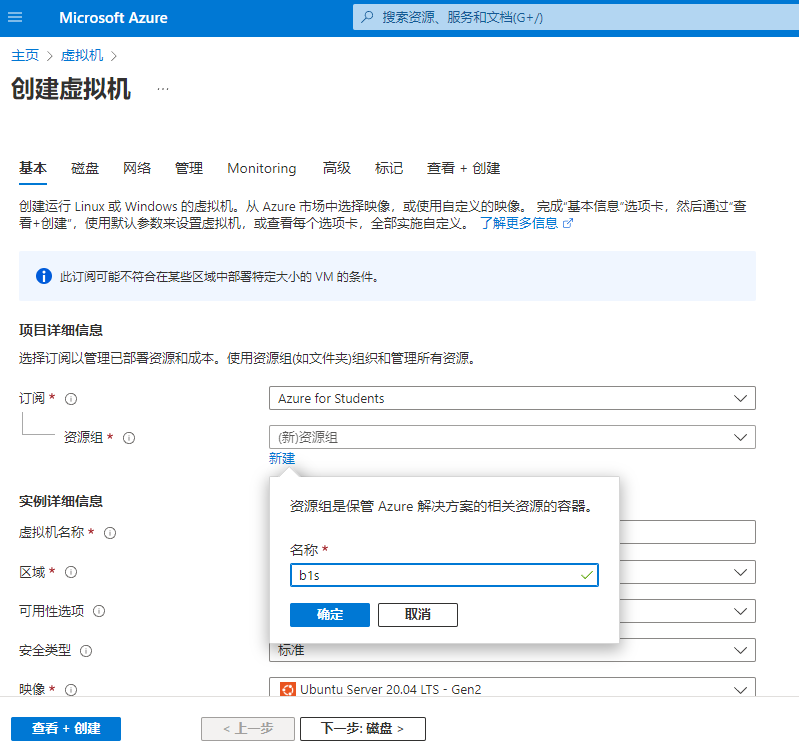 Microsoft Azure
搜索资源、服务和文档(G+/)
主页 > 虚拟机 >
创建虚拟机 ...
基本 磁盘 网络 管理 Monitoring 高级 标记 查看 + 创建
创建运行 Linux 或 Windows 的虚拟机。从 Azure 市场中选择映像，或使用自定义的映像。 完成“基本信息”选项卡，然后通过“查
看+创建”，使用默认参数来设置虚拟机，或查看每个选项卡，全部实施自定义。 了解更多信息
此订阅可能不符合在某些区域中部署特定大小的 VM 的条件。
项目详细信息
选择订阅以管理已部署资源和成本。使用资源组(如文件夹)组织和管理所有资源。
订阅 * Azure for Students
资源组 * (新)资源组
新建
资源组是保管 Azure 解决方案的相关资源的容器。
名称 *
b1s
确定 取消
实例详细信息
虚拟机名称 *
区域 *
可用性选项
安全类型 标准
映像 * Ubuntu Server 20.04 LTS - Gen2
查看 + 创建 < 上一步 下一步: 磁盘 >